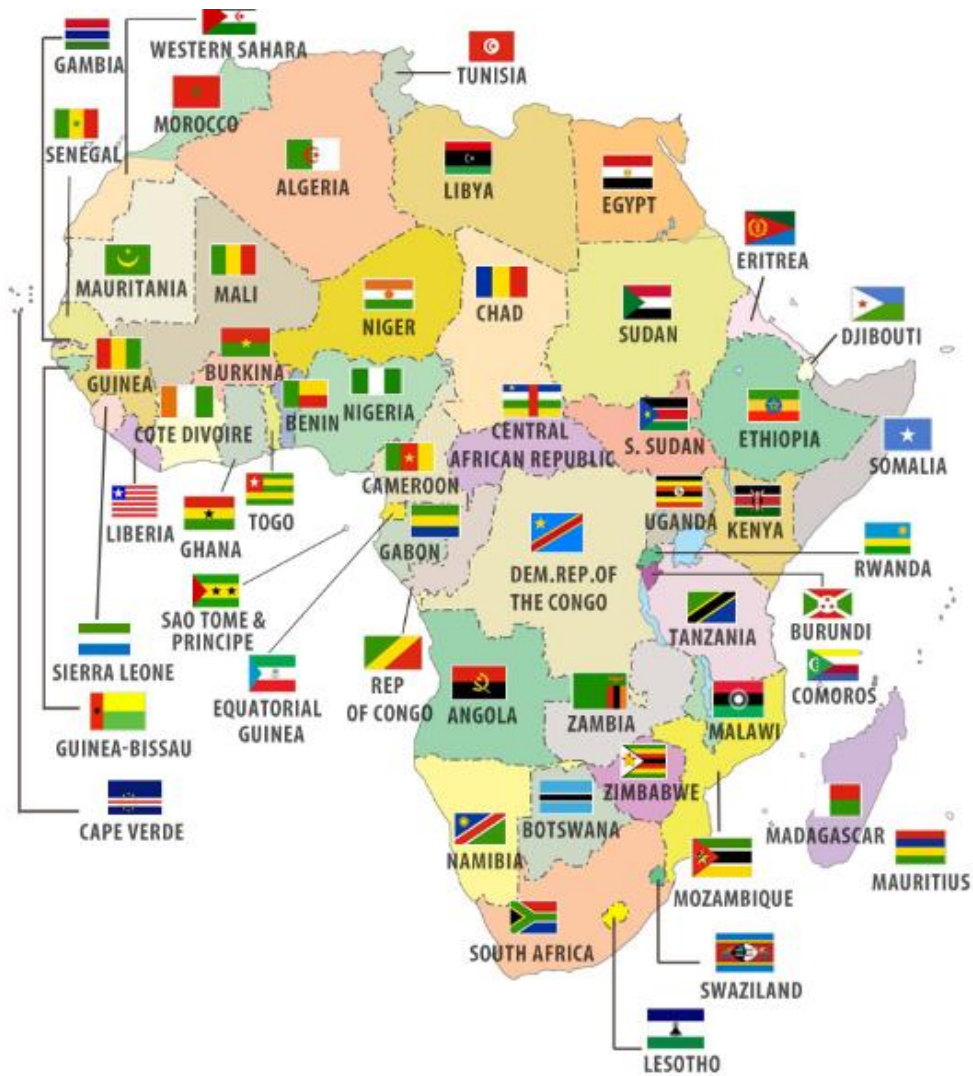 WESTERN SAHARA
GAMBIA
TUNISIA
MOROCCO
SENEGAL
ALGERIA
LIBYA
EGYPT
ERITREA
MAURITANIA
MALI
NIGER
CHAD
SUDAN
DJIBOUTI
GUINEA
BURKINA
BENIN
NIGERIA
COTE DIVOIRE
CENTRAL
AFRICAN REPUBLIC
S. SUDAN
ETHIOPIA
SOMALIA
CAMEROON
LIBERIA
GHANA
TOGO
GABON
UGANDA
KENYA
RWANDA
DEM.REP.OF
THE CONGO
SAO TOME &
PRINCIPE
TANZANIA
BURUNDI
SIERRA LEONE
EQUATORIAL
GUINEA
REP
OF CONGO
ANGOLA
ZAMBIA
MALAWI
COMOROS
GUINEA-BISSAU
ZIMBABWE
CAPE VERDE
NAMIBIA
BOTSWANA
MADAGASCAR
MAURITIUS
MOZAMBIQUE
SOUTH AFRICA
SWAZILAND
LESOTHO